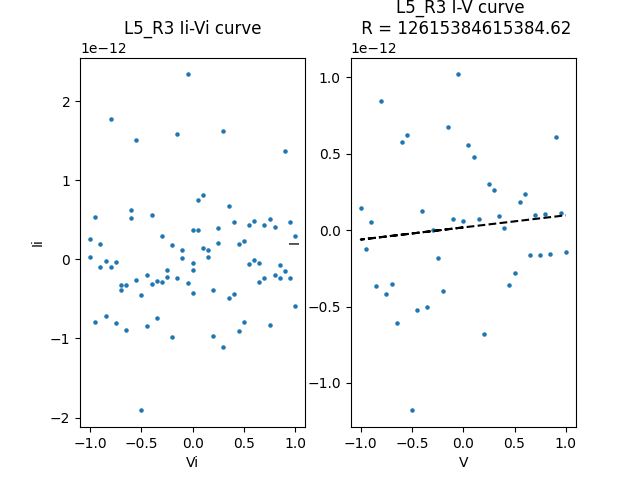 L5_R3 Ii-Vi curve
1e−12
Ii
2
1
0
−1
−2
−1.0 −0.5 0.0 0.5 1.0
Vi
L5_R3 I-V curve
R = 12615384615384.62
1e−12
I
1.0
0.5
0.0
−0.5
−1.0
−1.0 −0.5 0.0 0.5 1.0
V